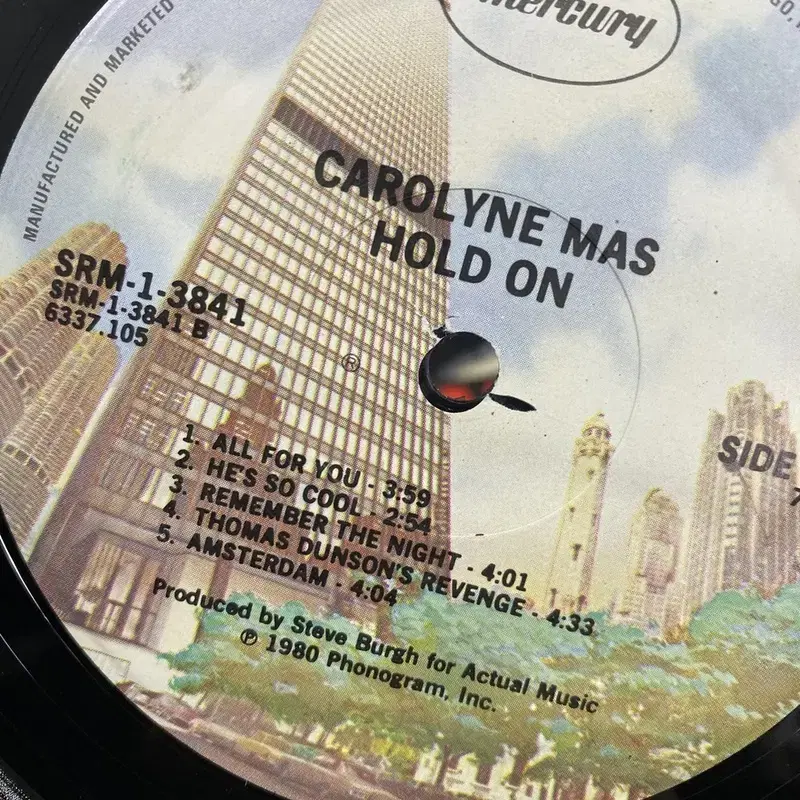 mercury
MANUFACTURED AND MARKETED
CAROLYNE MAS
HOLD ON
SRM-1-3841
SRM-1-3841 B
6337.105
®
SIDE
1. ALL FOR YOU - 3:59
2. HE'S SO COOL - 2:54
3. REMEMBER THE NIGHT - 4:01
4. THOMAS DUNSON'S REVENGE - 4:33
5. AMSTERDAM - 4:04
Produced by Steve Burgh for Actual Music
℗ 1980 Phonogram, Inc.